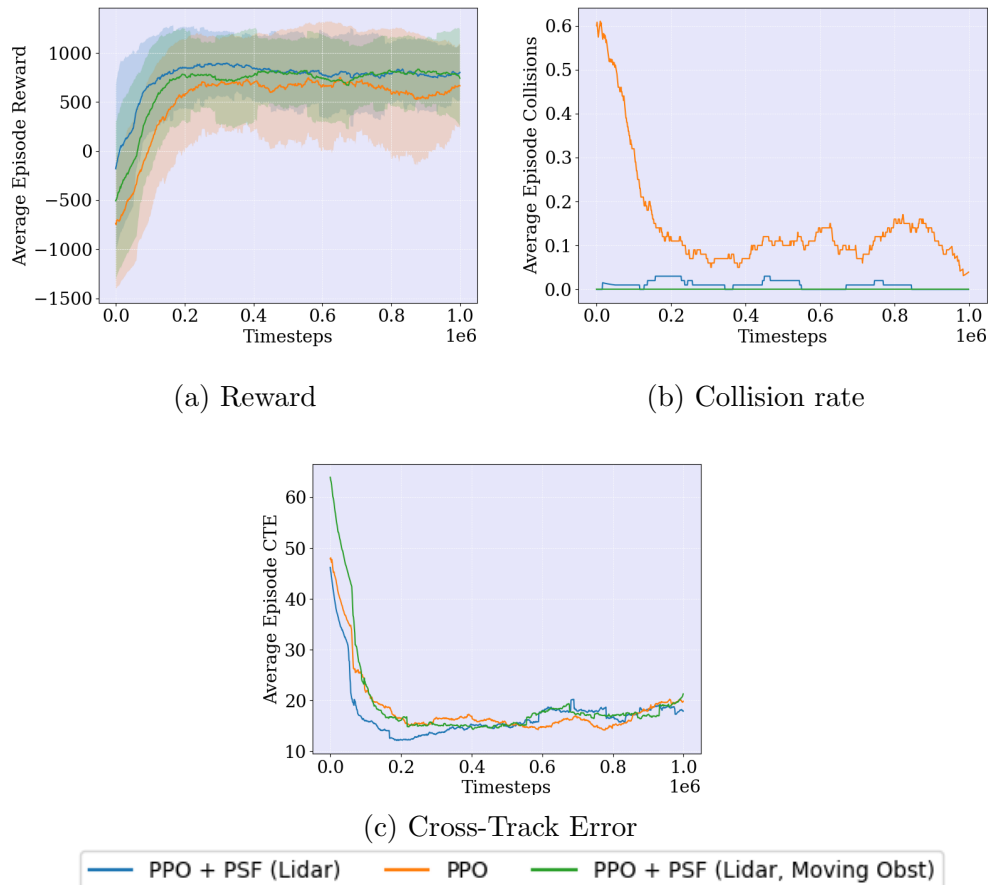 Average Episode Reward
1000
500
0
−500
−1000
−1500
0.0 0.2 0.4 0.6 0.8 1.0
Timesteps
1e6
(a) Reward
Average Episode Collisions
0.6
0.5
0.4
0.3
0.2
0.1
0.0
0.0 0.2 0.4 0.6 0.8 1.0
Timesteps
1e6
(b) Collision rate
Average Episode CTE
60
50
40
30
20
10
0.0 0.2 0.4 0.6 0.8 1.0
Timesteps
1e6
(c) Cross-Track Error
PPO + PSF (Lidar) PPO PPO + PSF (Lidar, Moving Obst)